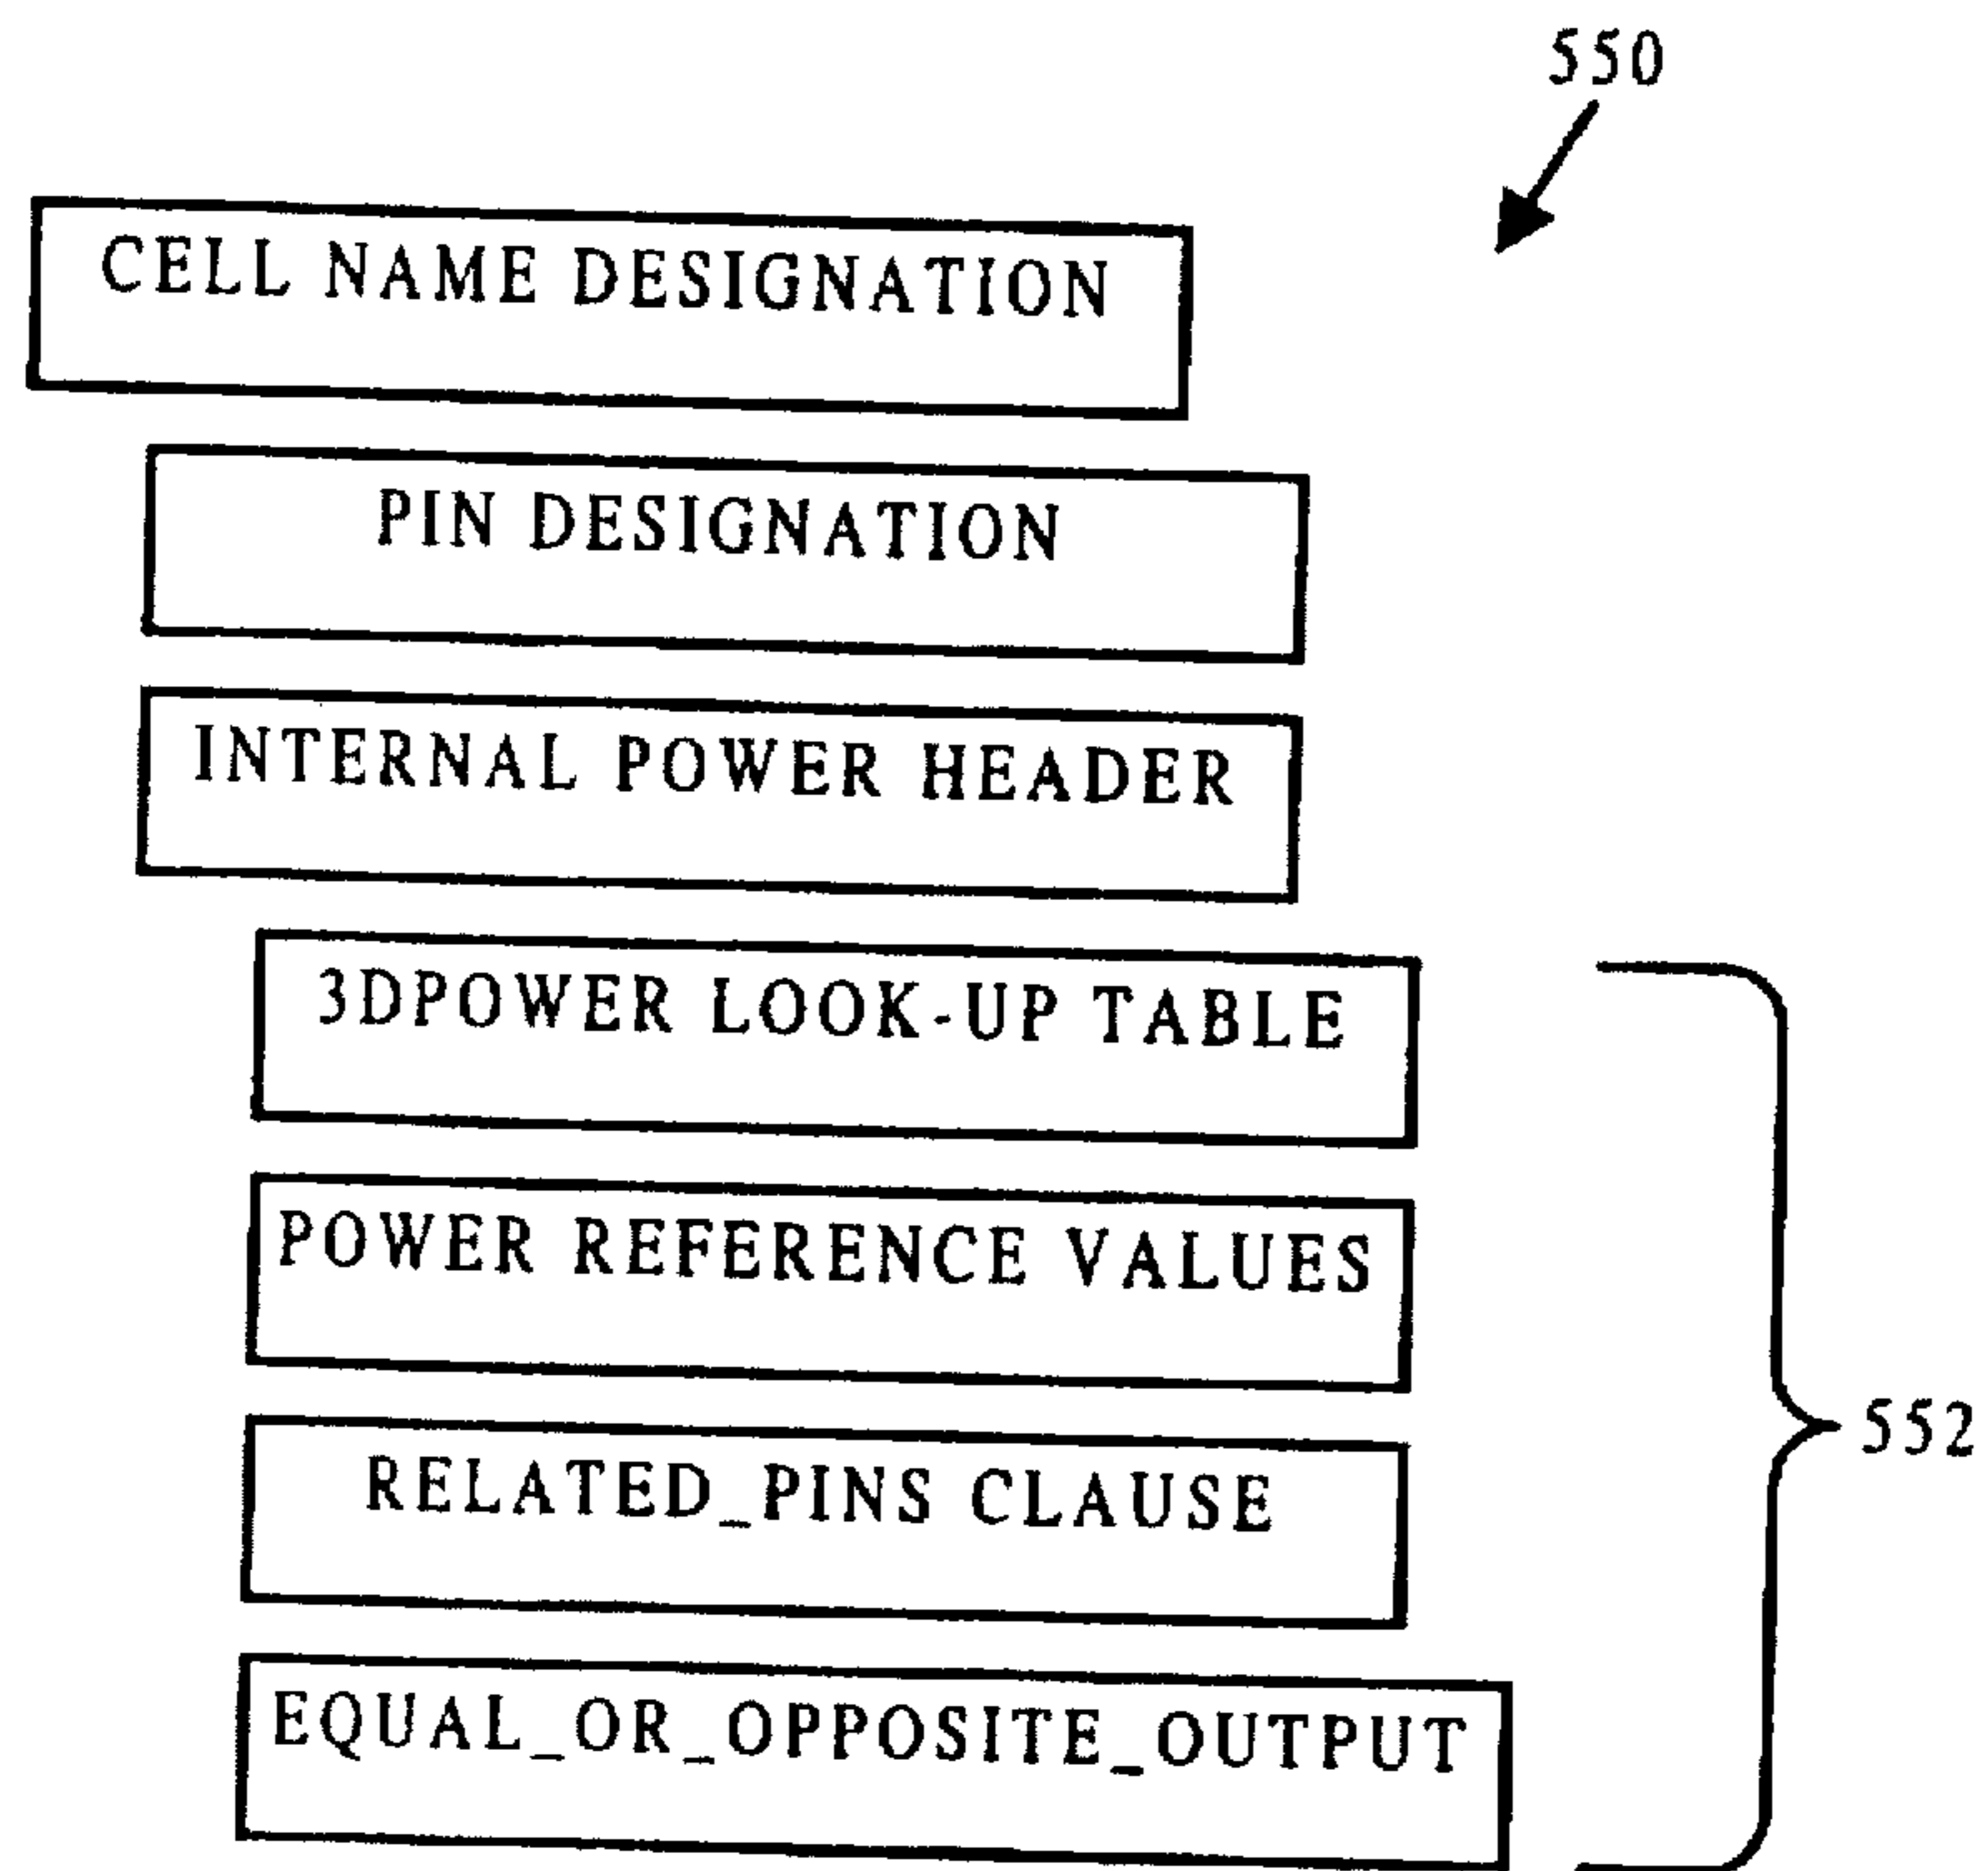 550
CELL NAME DESIGNATION
PIN DESIGNATION
INTERNAL POWER HEADER
3DPOWER LOOK-UP TABLE
POWER REFERENCE VALUES
RELATED_PINS CLAUSE
552
EQUAL_OR_OPPOSITE_OUTPUT